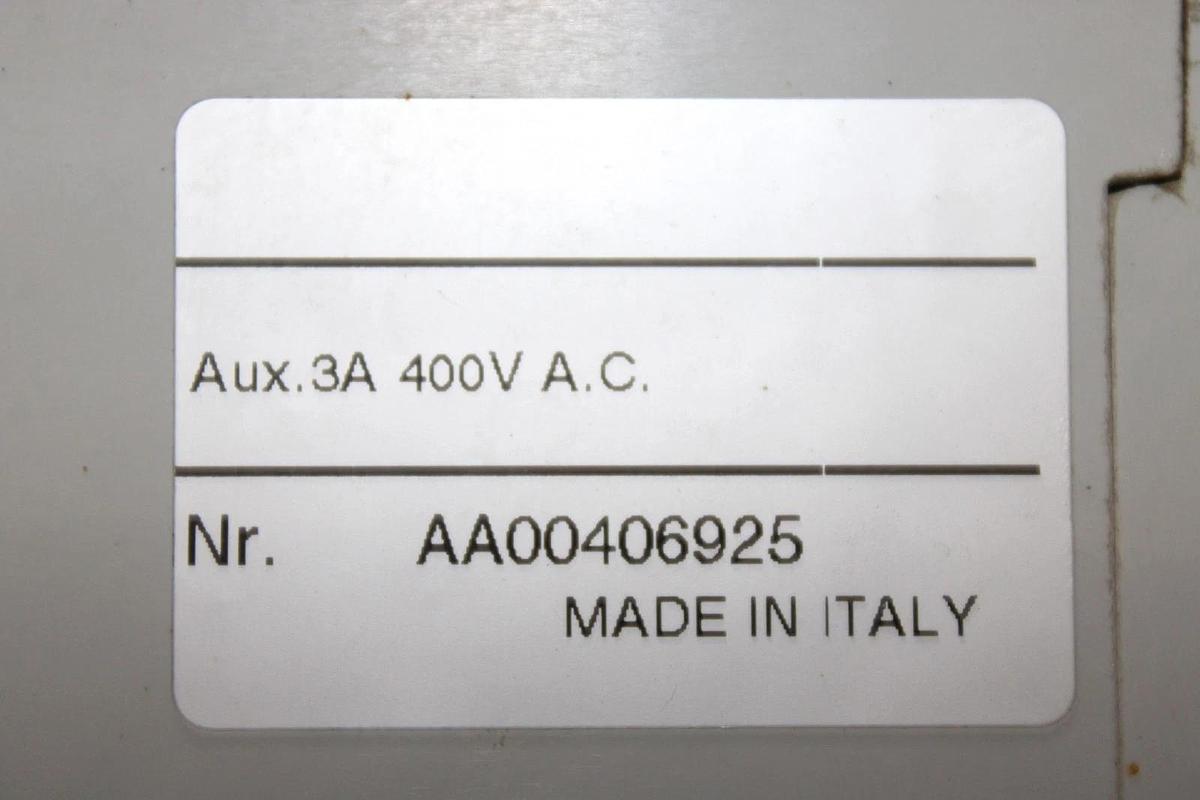 Aux.3A 400V A.C.
Nr. AA00406925
MADE IN ITALY